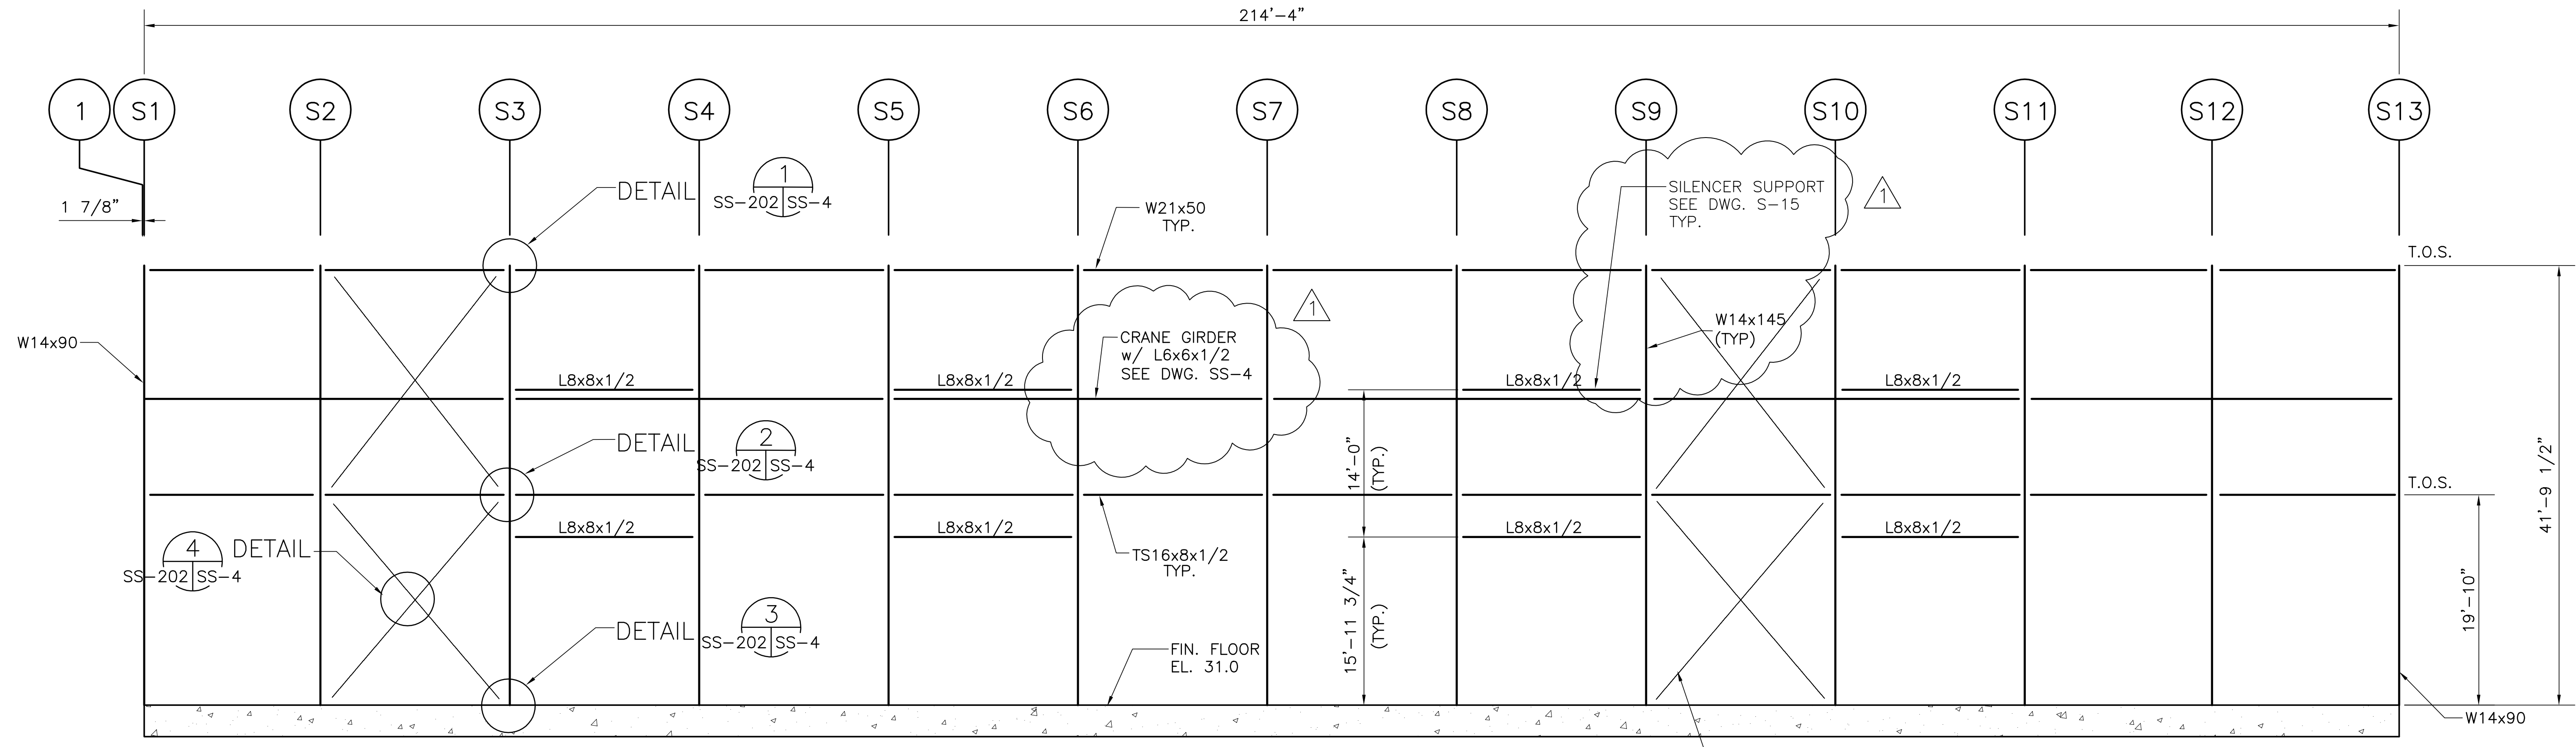 214'-4"
1
S1
S2
S3
S4
S5
S6
S7
S8
S9
S10
S11
S12
S13
1 7/8"
DETAIL
1
SS-202
SS-4
W21x50
TYP.
SILENCER SUPPORT
SEE DWG. S-15
TYP.
1
T.O.S.
W14x90
CRANE GIRDER
w/ L6x6x1/2
SEE DWG. SS-4
1
W14x145
(TYP)
L8x8x1/2
L8x8x1/2
L8x8x1/2
L8x8x1/2
DETAIL
2
SS-202
SS-4
14'-0"
(TYP.)
T.O.S.
41'-9 1/2"
L8x8x1/2
L8x8x1/2
L8x8x1/2
L8x8x1/2
4
SS-202
SS-4
DETAIL
TS16x8x1/2
TYP.
15'-11 3/4"
(TYP.)
19'-10"
DETAIL
3
SS-202
SS-4
FIN. FLOOR
EL. 31.0
W14x90